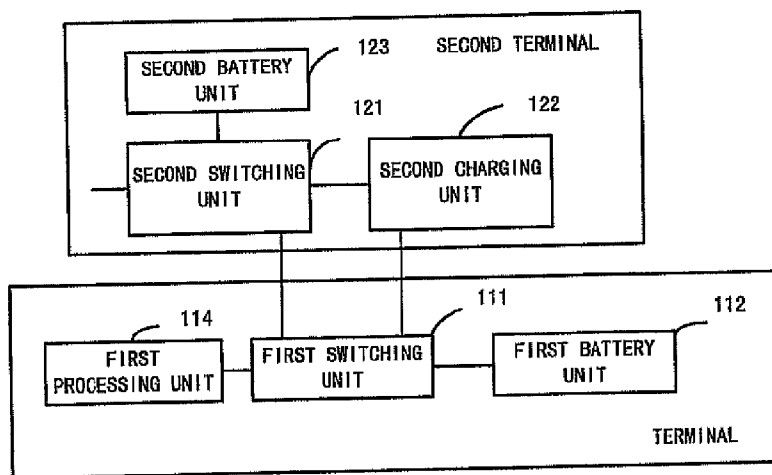 SECOND TERMINAL
123
SECOND BATTERY
UNIT
121
122
SECOND SWITCHING
UNIT
SECOND CHARGING
UNIT
114
111
112
FIRST
PROCESSING UNIT
FIRST SWITCHING
UNIT
FIRST BATTERY
UNIT
TERMINAL